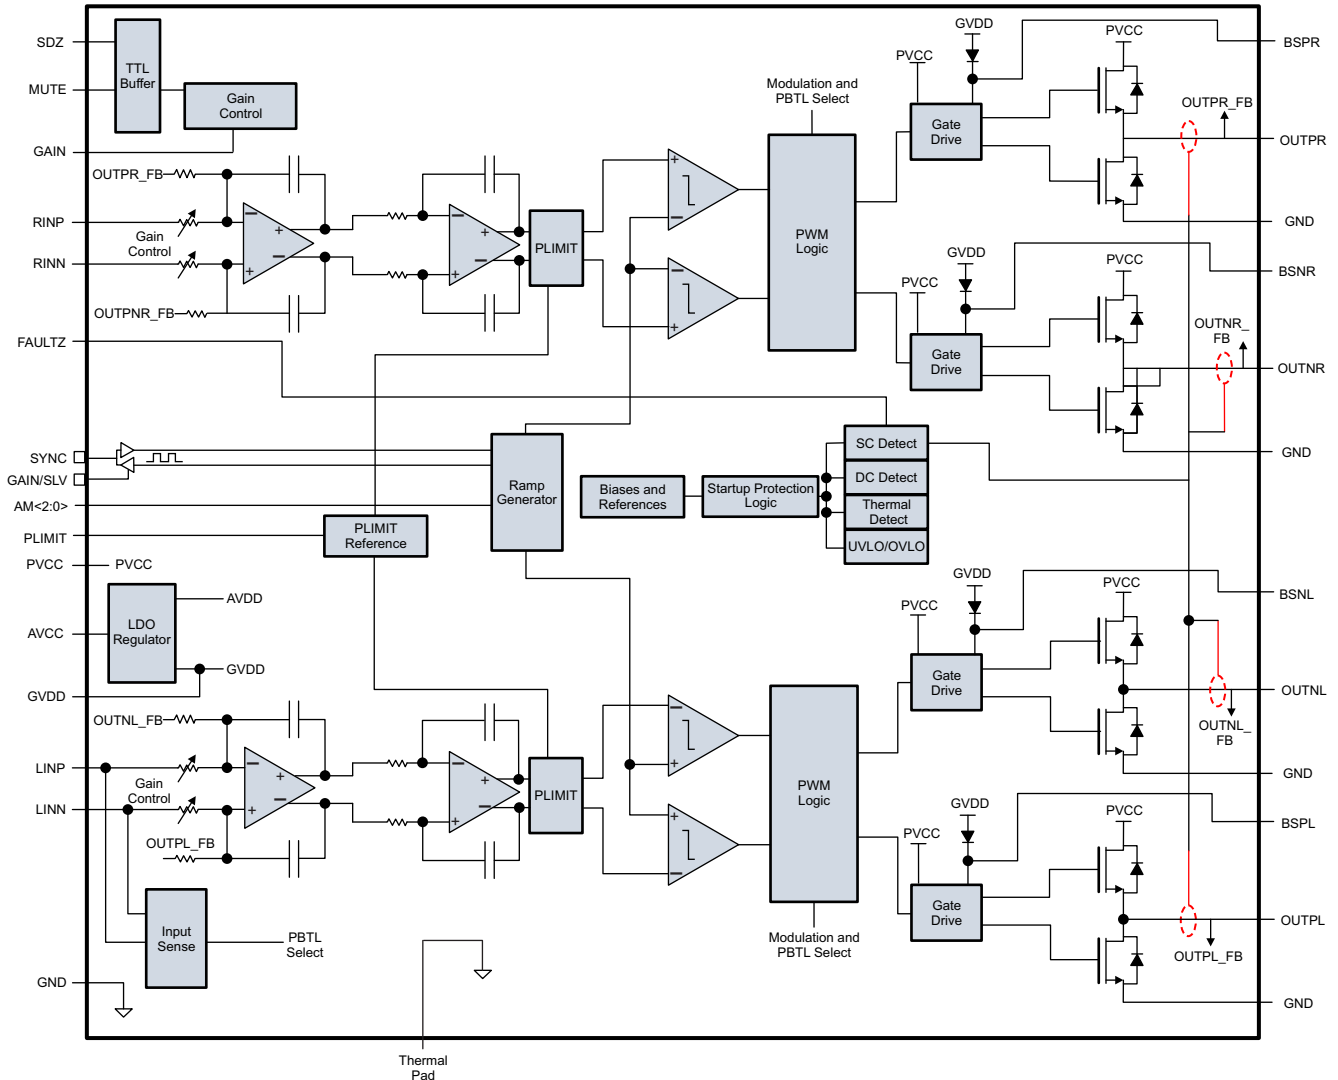 SDZ
MUTE
GAIN
TTL
Buffer
Gain
Control
OUTPR_FB
RINP
Gain
Control
RINN
OUTPNR_FB
FAULTZ
SYNC
GAIN/SLV
AM<2:0>
PLIMIT
PVCC
PVCC
AVCC
LDO
Regulator
AVDD
GVDD
GVDD
OUTNL_FB
LINP
Gain
Control
LINN
OUTPL_FB
Input
Sense
PBTL
Select
GND
Thermal
Pad
PLIMIT
PLIMIT
Reference
Ramp
Generator
PLIMIT
Biases and
References
Startup Protection
Logic
SC Detect
DC Detect
Thermal
Detect
UVLO/OVLO
Modulation and
PBTL Select
PWM
Logic
PWM
Logic
Modulation and
PBTL Select
GVDD
PVCC
Gate
Drive
PVCC
OUTPR_FB
BSPR
OUTPR
GND
GVDD
PVCC
Gate
Drive
PVCC
OUTNR_
FB
BSNR
OUTNR
GND
GVDD
PVCC
Gate
Drive
PVCC
OUTNL_
FB
BSNL
OUTNL
GND
GVDD
PVCC
Gate
Drive
PVCC
OUTPL_FB
BSPL
OUTPL
GND